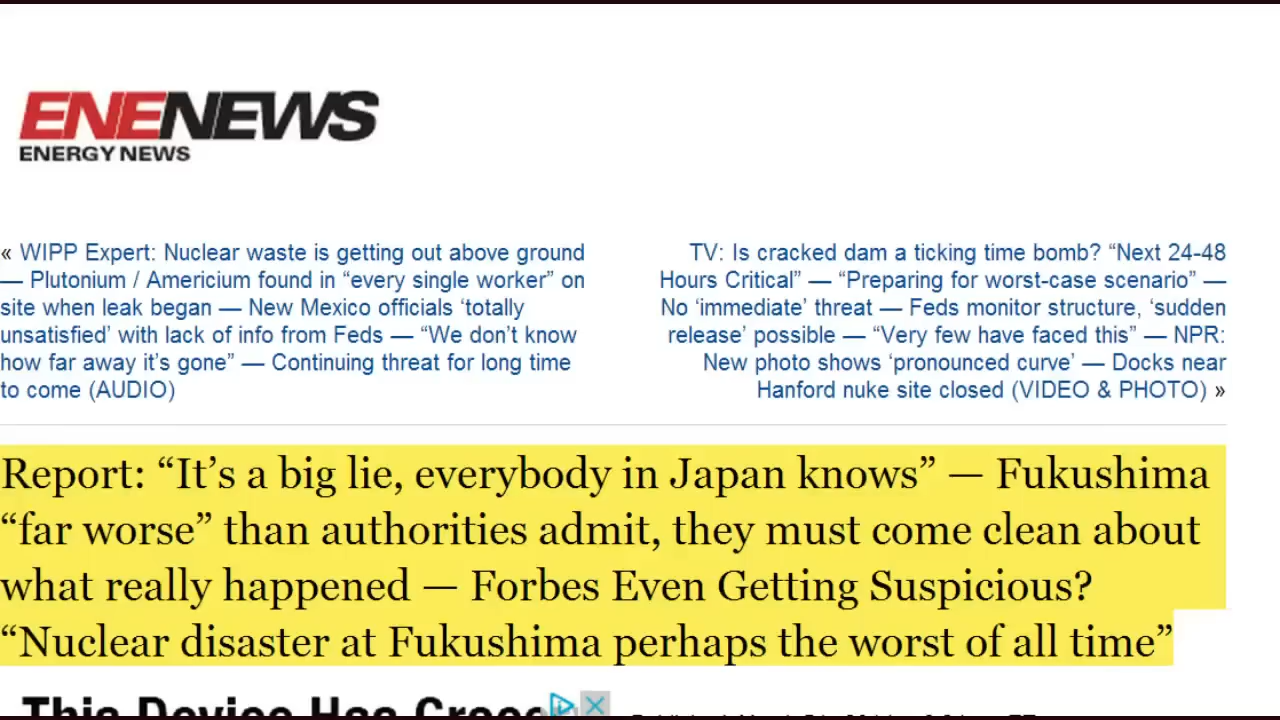 ENENEWS
ENERGY NEWS
« WIPP Expert: Nuclear waste is getting out above ground
— Plutonium / Americium found in “every single worker” on
site when leak began — New Mexico officials ‘totally
unsatisfied’ with lack of info from Feds — “We don’t know
how far away it’s gone” — Continuing threat for long time
to come (AUDIO)
TV: Is cracked dam a ticking time bomb? “Next 24-48
Hours Critical” — “Preparing for worst-case scenario” —
No ‘immediate’ threat — Feds monitor structure, ‘sudden
release’ possible — “Very few have faced this” — NPR:
New photo shows ‘pronounced curve’ — Docks near
Hanford nuke site closed (VIDEO & PHOTO) »
Report: “It’s a big lie, everybody in Japan knows” — Fukushima
“far worse” than authorities admit, they must come clean about
what really happened — Forbes Even Getting Suspicious?
“Nuclear disaster at Fukushima perhaps the worst of all time”
This Device Has